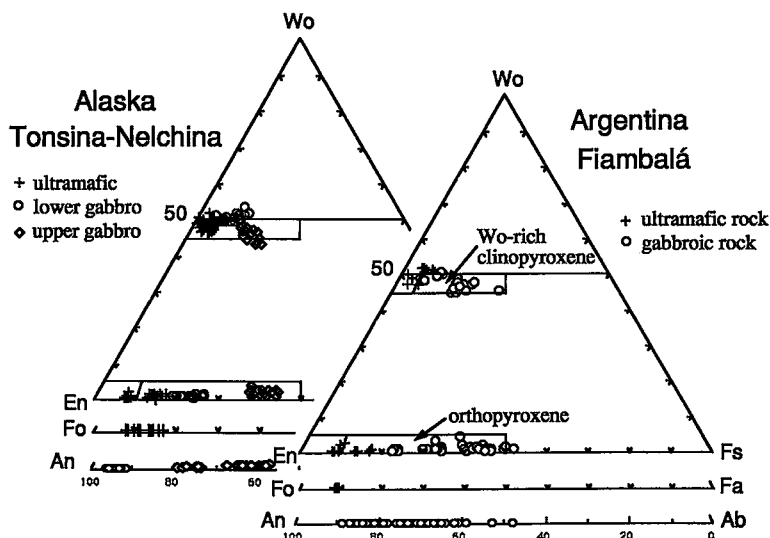 Wo
Alaska
Tonsina-Nelchina
+ ultramafic
o lower gabbro
◇ upper gabbro
50
En
Fo
An
100 80 60
Wo
Argentina
Fiambalá
+ ultramafic rock
o gabbroic rock
50
Wo-rich
clinopyroxene
orthopyroxene
En Fs
Fo Fa
An Ab
100 80 60 40 20 0